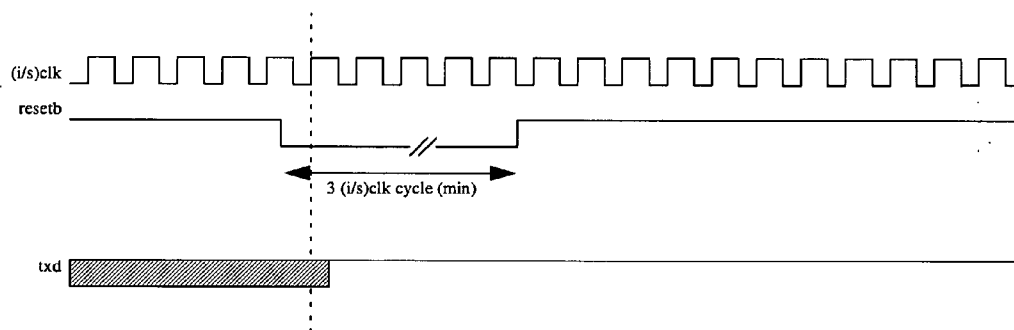 (i/s)clk
resetb
3 (i/s)clk cycle (min)
txd